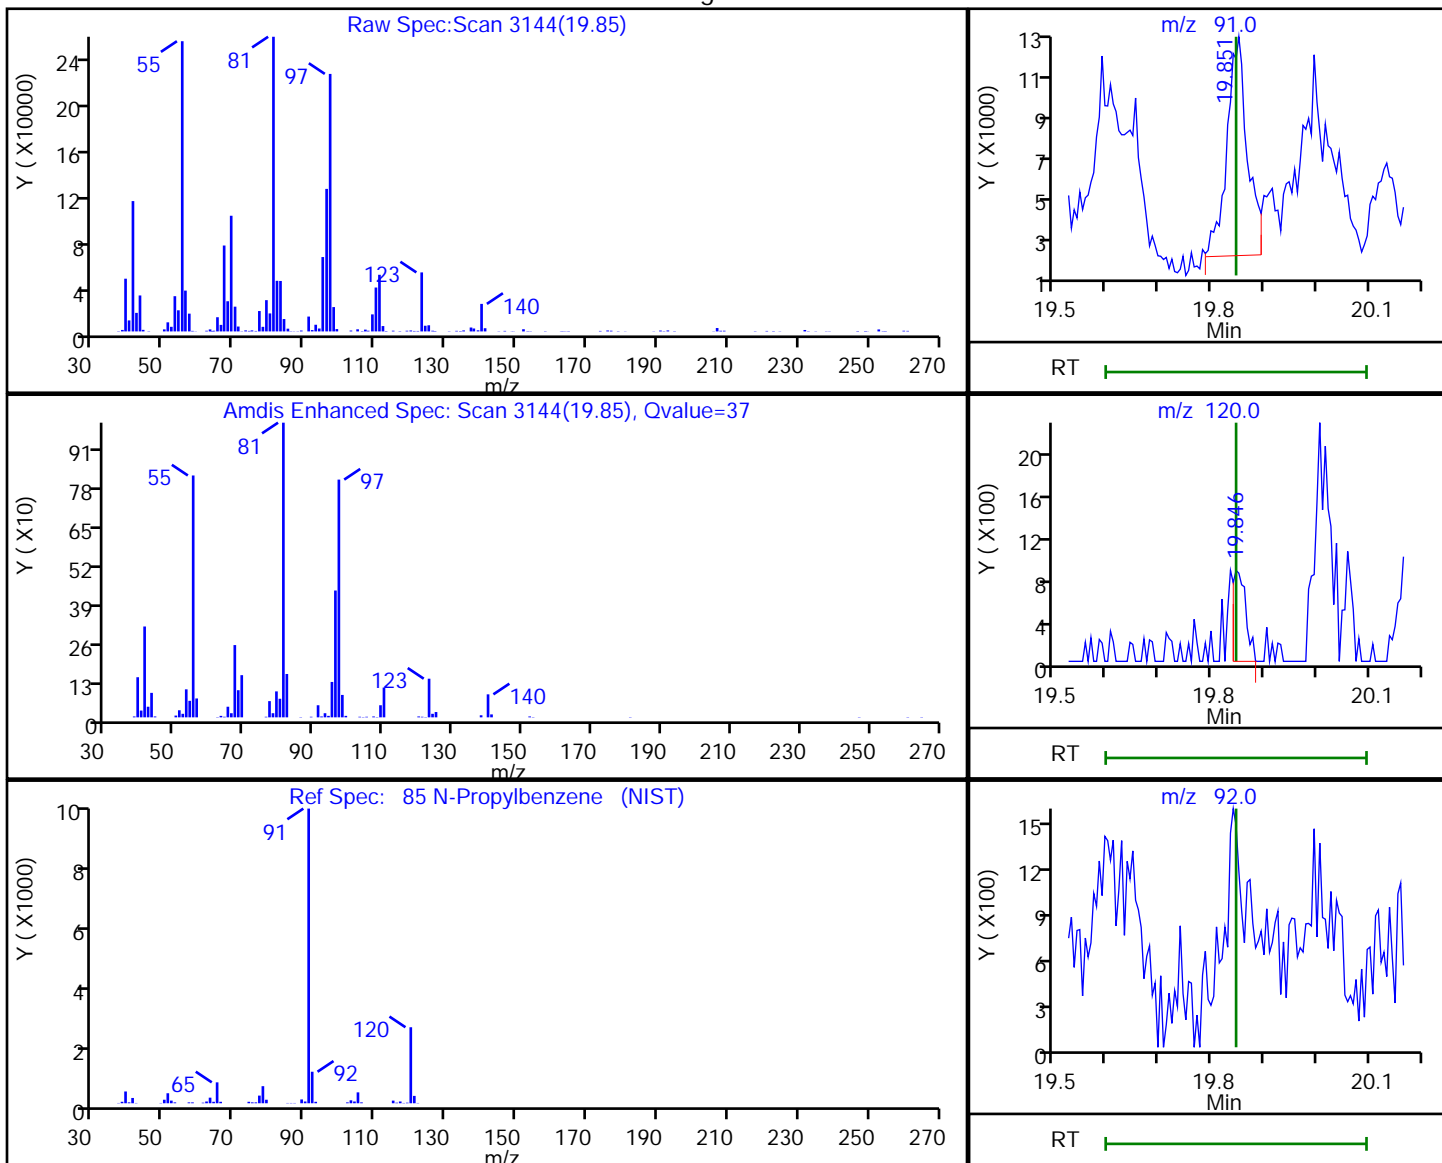 Raw Spec:Scan 3144(19.85)
Y ( X10000)
24
20
16
12
8
4
0
55
81
97
123
140
30 50 70 90 110 130 150 170 190 210 230 250 270
m/z
m/z 91.0
Y ( X1000)
13
11
9
7
5
3
1
19.851
19.5 19.8 20.1
Min
RT
Amdis Enhanced Spec: Scan 3144(19.85), Qvalue=37
Y ( X10)
91
78
65
52
39
26
13
0
55
81
97
123
140
30 50 70 90 110 130 150 170 190 210 230 250 270
m/z
m/z 120.0
Y ( X100)
20
16
12
8
4
0
19.846
19.5 19.8 20.1
Min
RT
Ref Spec: 85 N-Propylbenzene (NIST)
Y ( X1000)
10
8
6
4
2
0
91
120
65
92
30 50 70 90 110 130 150 170 190 210 230 250 270
m/z
m/z 92.0
Y ( X100)
15
12
9
6
3
0
19.5 19.8 20.1
Min
RT